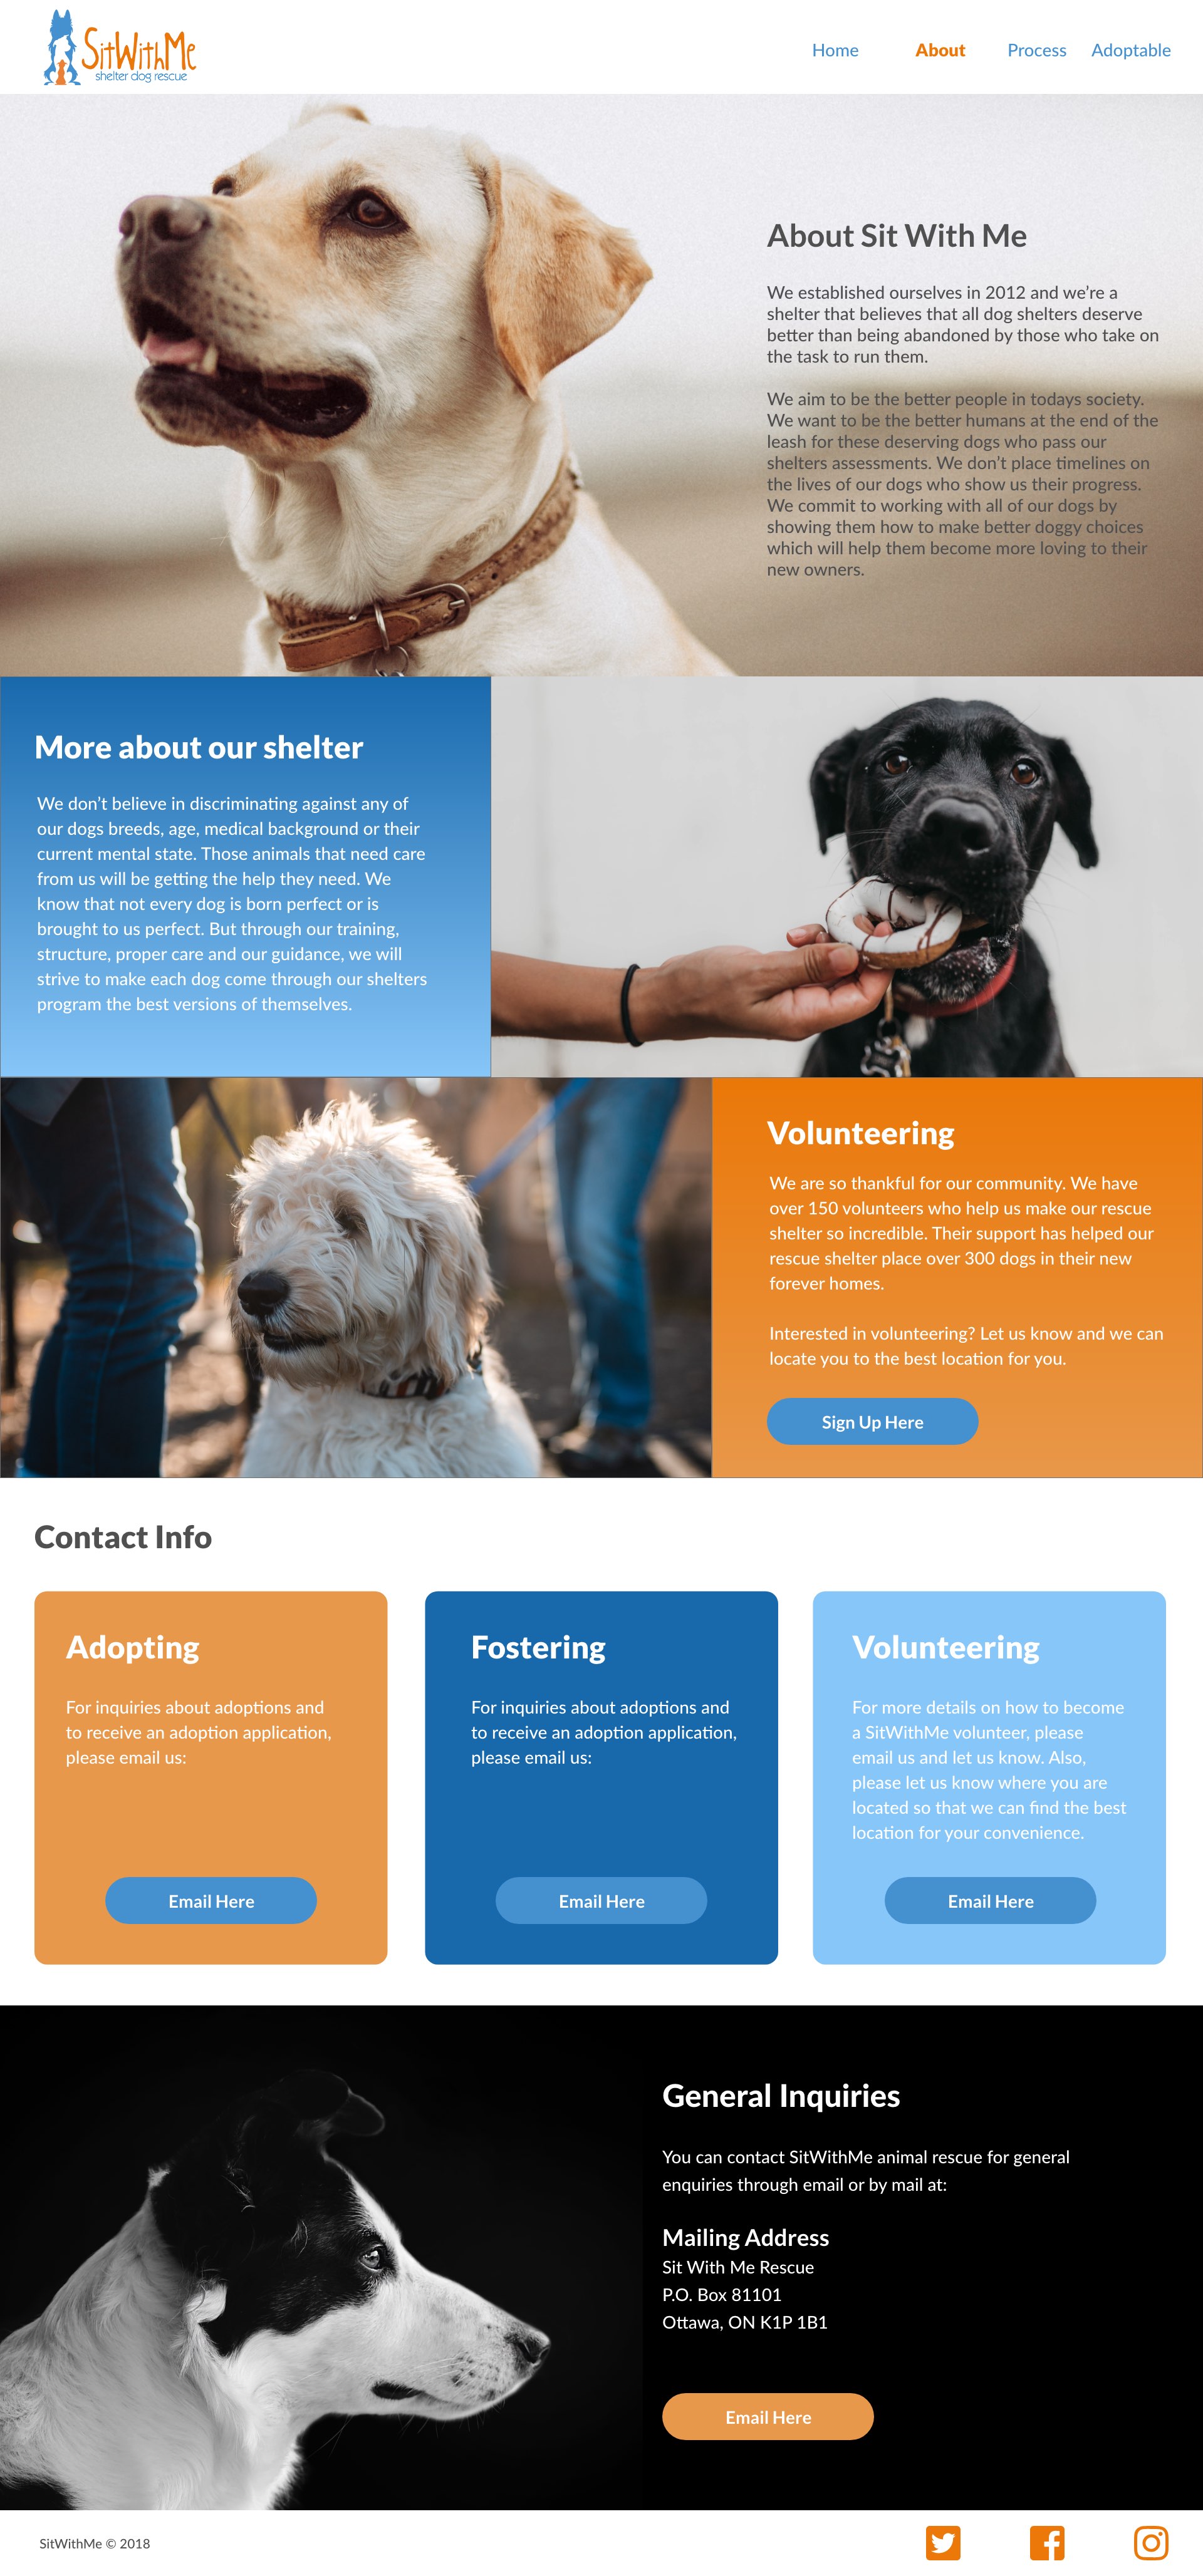 SitWithMe
shelter dog rescue
Home About Process Adoptable
About Sit With Me
We established ourselves in 2012 and we're a
shelter that believes that all dog shelters deserve
better than being abandoned by those who take on
the task to run them.
We aim to be the better people in todays society.
We want to be the better humans at the end of the
leash for these deserving dogs who pass our
shelters assessments. We don't place timelines on
the lives of our dogs who show us their progress.
We commit to working with all of our dogs by
showing them how to make better doggy choices
which will help them become more loving to their
new owners.
More about our shelter
We don't believe in discriminating against any of
our dogs breeds, age, medical background or their
current mental state. Those animals that need care
from us will be getting the help they need. We
know that not every dog is born perfect or is
brought to us perfect. But through our training,
structure, proper care and our guidance, we will
strive to make each dog come through our shelters
program the best versions of themselves.
Volunteering
We are so thankful for our community. We have
over 150 volunteers who help us make our rescue
shelter so incredible. Their support has helped our
rescue shelter place over 300 dogs in their new
forever homes.
Interested in volunteering? Let us know and we can
locate you to the best location for you.
Sign Up Here
Contact Info
Adopting
For inquiries about adoptions and
to receive an adoption application,
please email us:
Email Here
Fostering
For inquiries about adoptions and
to receive an adoption application,
please email us:
Email Here
Volunteering
For more details on how to become
a SitWithMe volunteer, please
email us and let us know. Also,
please let us know where you are
located so that we can find the best
location for your convenience.
Email Here
General Inquiries
You can contact SitWithMe animal rescue for general
enquiries through email or by mail at:
Mailing Address
Sit With Me Rescue
P.O. Box 81101
Ottawa, ON K1P 1B1
Email Here
SitWithMe © 2018